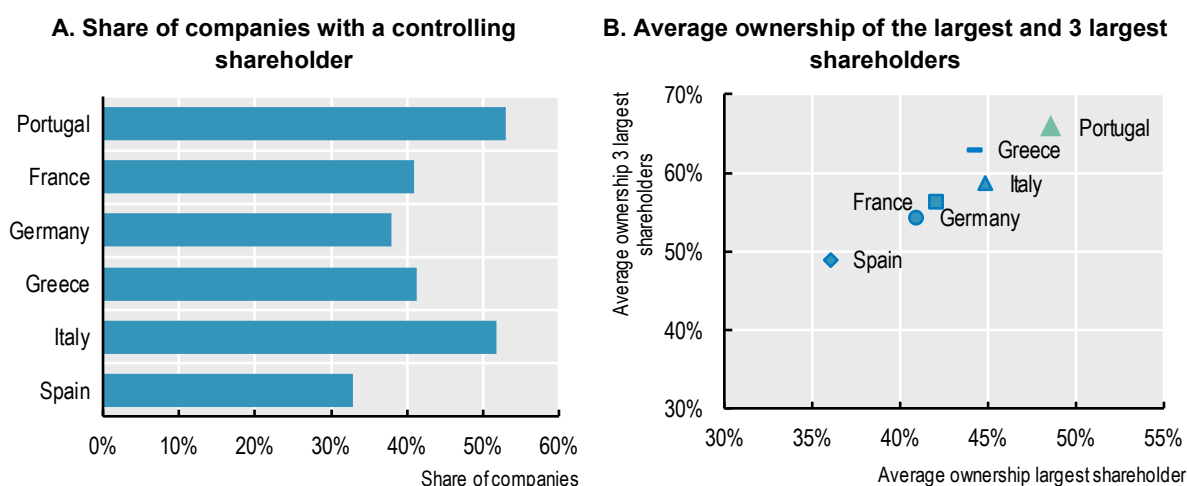 A. Share of companies with a controlling
shareholder
Portugal
France
Germany
Greece
Italy
Spain
0% 10% 20% 30% 40% 50% 60%
Share of companies
B. Average ownership of the largest and 3 largest
shareholders
Average ownership 3 largest
shareholders
70%
60%
50%
40%
30%
Portugal
Greece
Italy
France
Germany
Spain
30% 35% 40% 45% 50% 55%
Average ownership largest shareholder